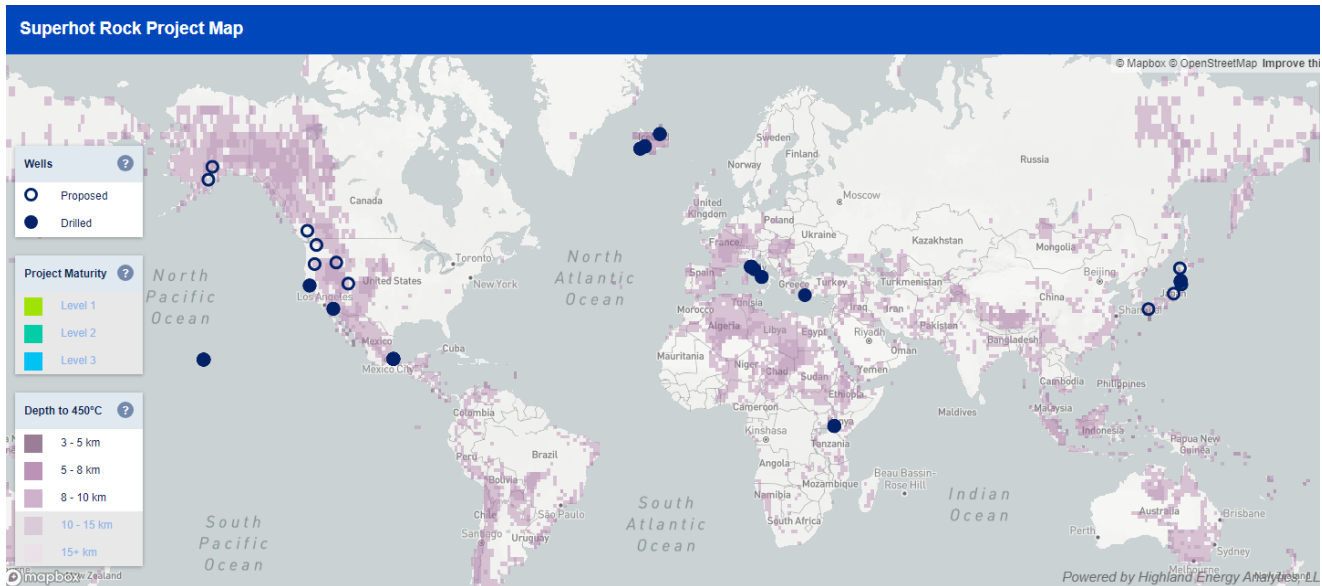 Superhot Rock Project Map
© Mapbox © OpenStreetMap Improve thi
Wells ?
Proposed
Drilled
Project Maturity ?
Level 1
Level 2
Level 3
Depth to 450°C ?
3 - 5 km
5 - 8 km
8 - 10 km
10 - 15 km
15+ km
North
Pacific
Ocean
South
Pacific
Ocean
North
Atlantic
Ocean
South
Atlantic
Ocean
Indian
Ocean
Canada
Toronto
New York
United States
Los Angeles
Mexico
Mexico City
Cuba
Colombia
Peru
Brazil
Bolivia
Chile
São Paulo
Santiago
Uruguay
Sweden
Finland
Norway
Russia
Moscow
United
Kingdom
Poland
Ukraine
France
Spain
Greece
Turkey
Kazakhstan
Mongolia
Turkmenistan
Beijing
China
Japan
Morocco
Tunisia
Algeria
Libya
Egypt
Iraq
Iran
Pakistan
Riyadh
Oman
Yemen
Bangladesh
Mauritania
Niger
Chad
Sudan
Ethiopia
Cameroon
Kinshasa
Tanzania
Angola
Mozambique
Namibia
South Africa
Maldives
Beau Bassin-
Rose Hill
Cambodia
Philippines
Malaysia
Indonesia
Papua New
Guinea
Australia
Brisbane
Perth
Sydney
Melbourne
mapbox
New Zealand
Powered by Highland Energy Analytics, LL